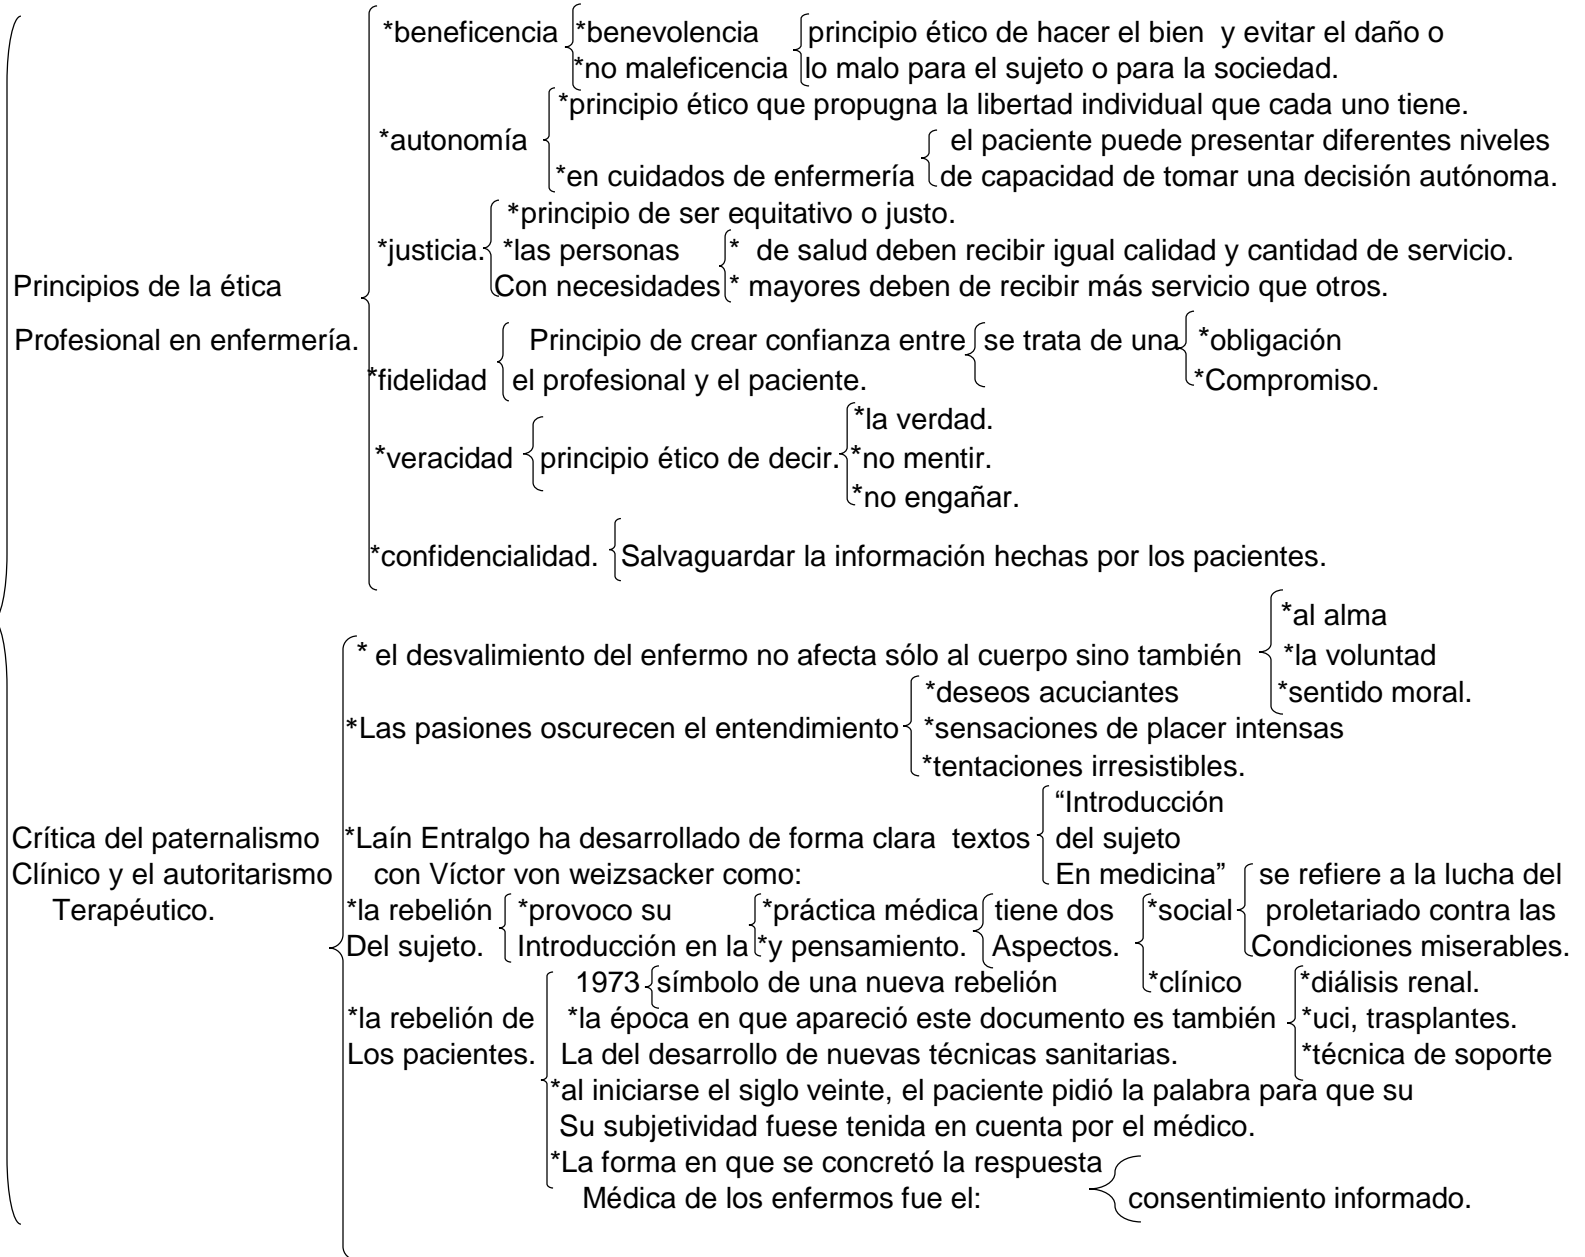 *beneficencia *benevolencia principio ético de hacer el bien y evitar el daño o
*no maleficencia lo malo para el sujeto o para la sociedad.
*principio ético que propugna la libertad individual que cada uno tiene.
*autonomía el paciente puede presentar diferentes niveles
*en cuidados de enfermería de capacidad de tomar una decisión autónoma.
*principio de ser equitativo o justo.
*justicia. *las personas * de salud deben recibir igual calidad y cantidad de servicio.
Principios de la ética Con necesidades * mayores deben de recibir más servicio que otros.
Profesional en enfermería. Principio de crear confianza entre se trata de una *obligación
*fidelidad el profesional y el paciente. *Compromiso.
*la verdad.
*veracidad principio ético de decir. *no mentir.
*no engañar.
*confidencialidad. Salvaguardar la información hechas por los pacientes.
*al alma
* el desvalimiento del enfermo no afecta sólo al cuerpo sino también *la voluntad
*deseos acuciantes *sentido moral.
*Las pasiones oscurecen el entendimiento *sensaciones de placer intensas
*tentaciones irresistibles.
“Introducción
Crítica del paternalismo *Laín Entralgo ha desarrollado de forma clara textos del sujeto
Clínico y el autoritarismo con Víctor von weizsacker como: En medicina” se refiere a la lucha del
Terapéutico. *la rebelión *provoco su *práctica médica tiene dos *social proletariado contra las
Del sujeto. Introducción en la *y pensamiento. Aspectos. Condiciones miserables.
1973 símbolo de una nueva rebelión *clínico *diálisis renal.
*la rebelión de *la época en que apareció este documento es también *uci, trasplantes.
Los pacientes. La del desarrollo de nuevas técnicas sanitarias. *técnica de soporte
*al iniciarse el siglo veinte, el paciente pidió la palabra para que su
Su subjetividad fuese tenida en cuenta por el médico.
*La forma en que se concretó la respuesta
Médica de los enfermos fue el: consentimiento informado.